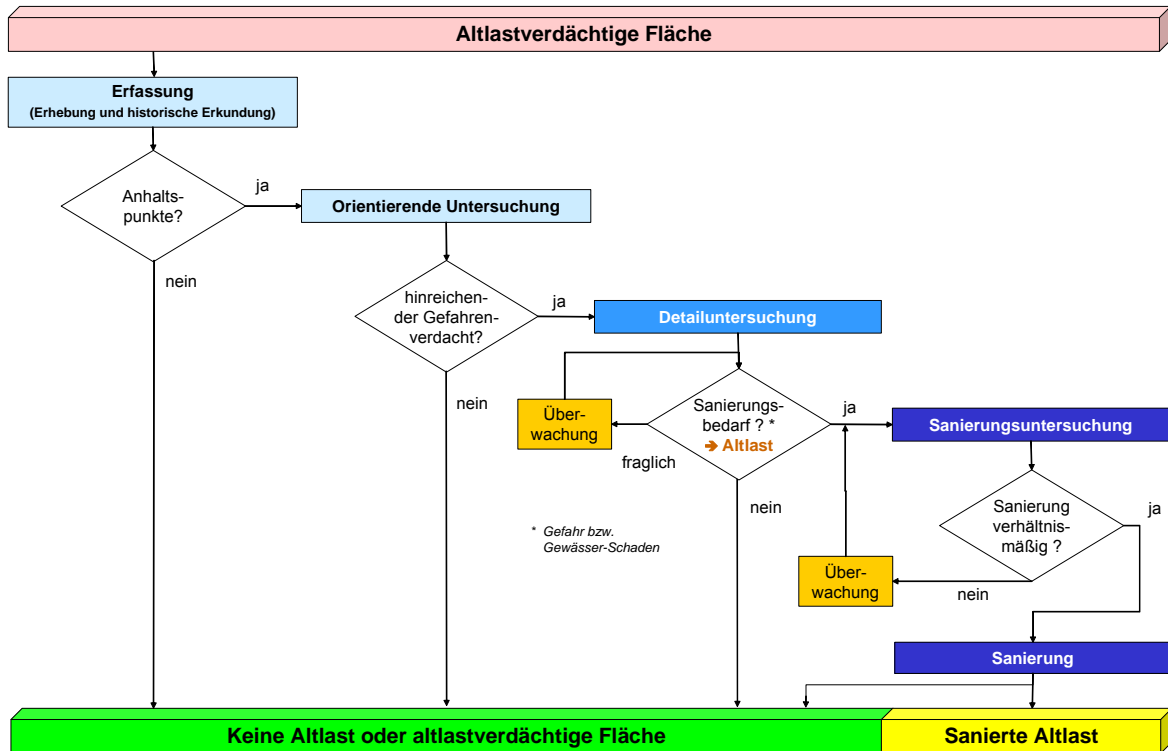 Altlastverdächtige Fläche
Erfassung
(Erhebung und historische Erkundung)
Anhalts-
punkte?
ja
nein
Orientierende Untersuchung
hinreichen-
der Gefahren-
verdacht?
ja
nein
Detailuntersuchung
Über-
wachung
Sanierungs-
bedarf ? *
➔ Altlast
ja
fraglich
nein
* Gefahr bzw.
Gewässer-Schaden
Sanierungsuntersuchung
Sanierung
verhältnis-
mäßig ?
ja
nein
Über-
wachung
Sanierung
Keine Altlast oder altlastverdächtige Fläche
Sanierte Altlast